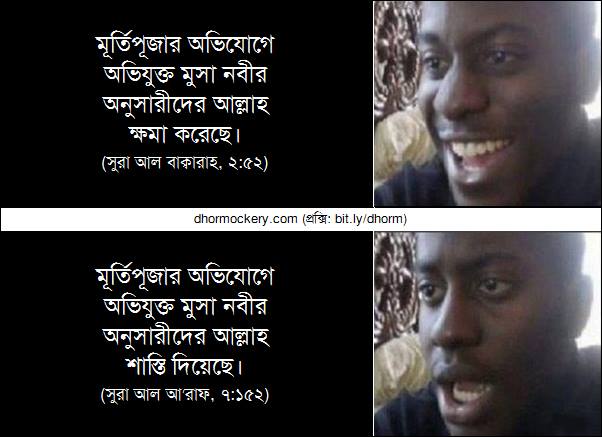 মূর্তিপূজার অভিযোগে
অভিযুক্ত মুসা নবীর
অনুসারীদের আল্লাহ
ক্ষমা করেছে।
(সুরা আল বাক্বারাহ, ২:৫২)
dhormockery.com (প্রক্সি: bit.ly/dhorm)
মূর্তিপূজার অভিযোগে
অভিযুক্ত মুসা নবীর
অনুসারীদের আল্লাহ
শাস্তি দিয়েছে।
(সুরা আল আ'রাফ, ৭:১৫২)